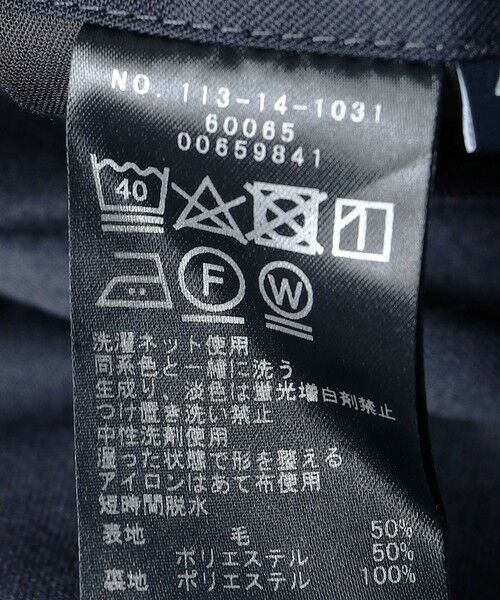 NO. 113-14-1031
60065
00659841
40
F W
洗濯ネット使用
同系色と一緒に洗う
生成り、淡色は蛍光増白剤禁止
つけ置き洗い禁止
中性洗剤使用
湿った状態で形を整える
アイロンはあて布使用
短時間脱水
表地 毛 50%
ポリエステル 50%
裏地 ポリエステル 100%